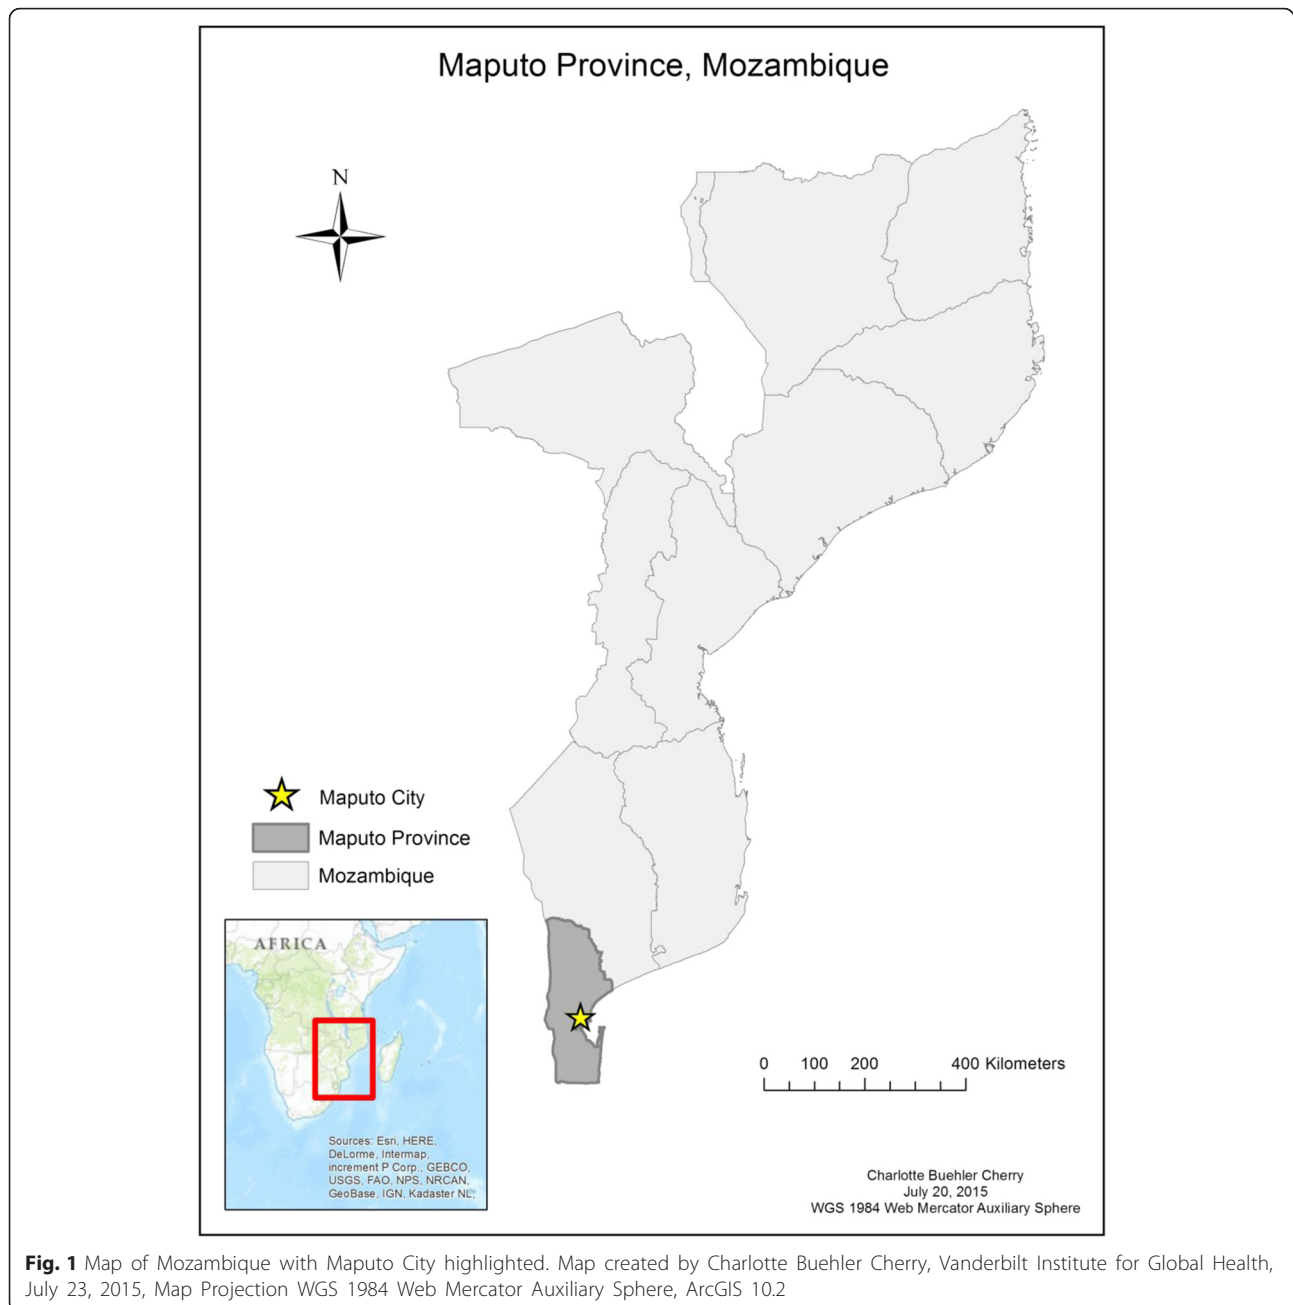 Maputo Province, Mozambique
N
Maputo City
Maputo Province
Mozambique
AFRICA
Sources: Esri, HERE,
DeLorme, Intermap,
increment P Corp., GEBCO,
USGS, FAO, NPS, NRCAN,
GeoBase, IGN, Kadaster NL,
0 100 200 400 Kilometers
Charlotte Buehler Cherry
July 20, 2015
WGS 1984 Web Mercator Auxiliary Sphere
Fig. 1 Map of Mozambique with Maputo City highlighted. Map created by Charlotte Buehler Cherry, Vanderbilt Institute for Global Health,
July 23, 2015, Map Projection WGS 1984 Web Mercator Auxiliary Sphere, ArcGIS 10.2